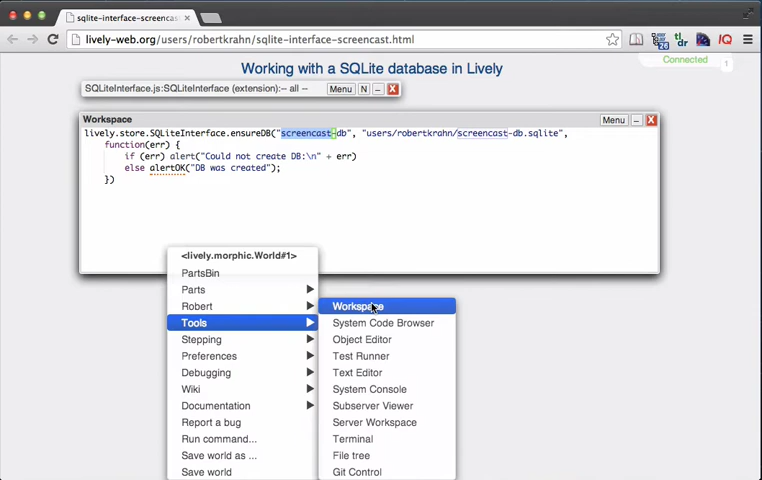 sqlite-interface-screencas
lively-web.org/users/robertkrahn/sqlite-interface-screencast.html
26
tl;dr
IQ
Working with a SQLite database in Lively
Connected
1
SQLiteInterface.js:SQLiteInterface (extension):-- all --
Menu
N
Workspace
Menu
lively.store.SQLiteInterface.ensureDB("screencast-db", "users/robertkrahn/screencast-db.sqlite",
function(err) {
if (err) alert("Could not create DB:\n" + err)
else alertOK("DB was created");
})
<lively.morphic.World#1>
PartsBin
Parts
Robert
Tools
Stepping
Preferences
Debugging
Wiki
Documentation
Report a bug
Run command...
Save world as ...
Save world
Workspace
System Code Browser
Object Editor
Test Runner
Text Editor
System Console
Subserver Viewer
Server Workspace
Terminal
File tree
Git Control